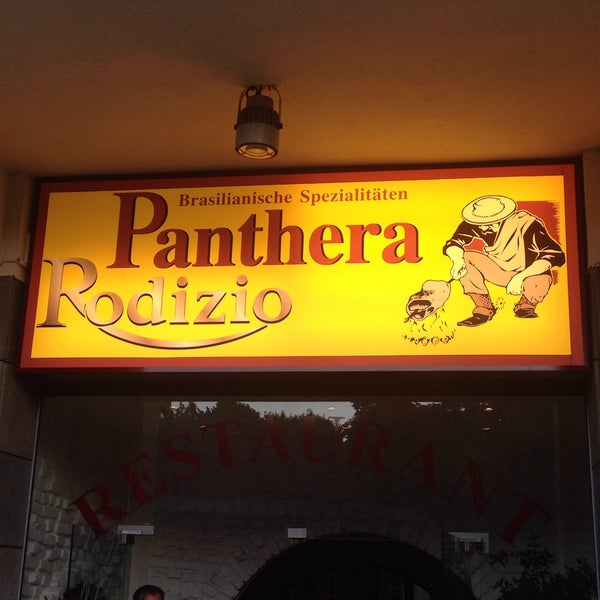 Brasilianische Spezialitäten
Panthera
Rodizio
RESTAURANT